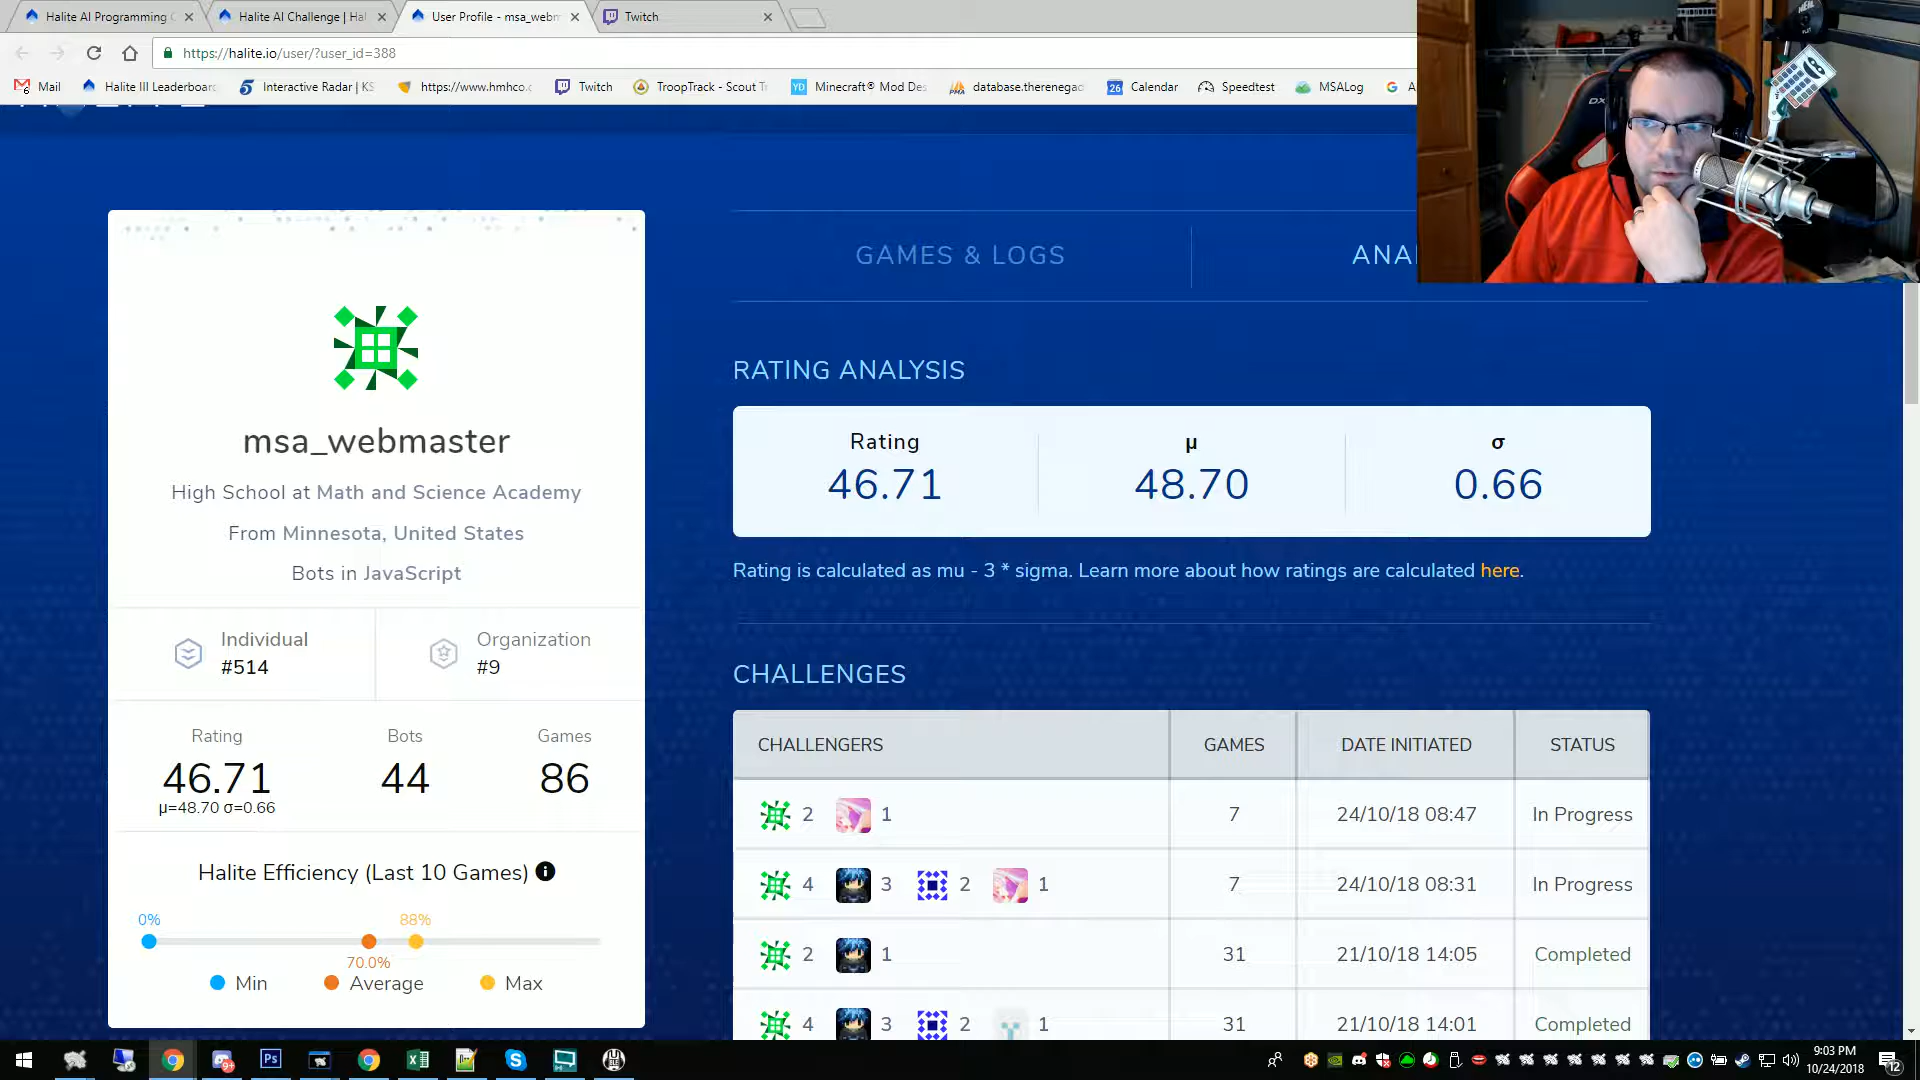 Halite AI Programming C
Halite AI Challenge | Hal
User Profile - msa_webm
Twitch
https://halite.io/user/?user_id=388
Mail
Halite III Leaderboard
Interactive Radar | KS
https://www.hmhco.c
Twitch
TroopTrack - Scout Tr
Minecraft® Mod Des
database.therenegad
26
Calendar
Speedtest
MSALog
A
GAMES & LOGS
ANA
msa_webmaster
High School at Math and Science Academy
From Minnesota, United States
Bots in JavaScript
Individual
#514
Organization
#9
Rating
46.71
μ=48.70 σ=0.66
Bots
44
Games
86
Halite Efficiency (Last 10 Games)
0%
88%
70.0%
Min
Average
Max
RATING ANALYSIS
Rating
46.71
μ
48.70
σ
0.66
Rating is calculated as mu - 3 * sigma. Learn more about how ratings are calculated here.
CHALLENGES
CHALLENGERS
GAMES
DATE INITIATED
STATUS
2 1 7 24/10/18 08:47 In Progress
4 3 2 1 7 24/10/18 08:31 In Progress
2 1 31 21/10/18 14:05 Completed
4 3 2 1 31 21/10/18 14:01 Completed
Ps
9:03 PM
10/24/2018
12